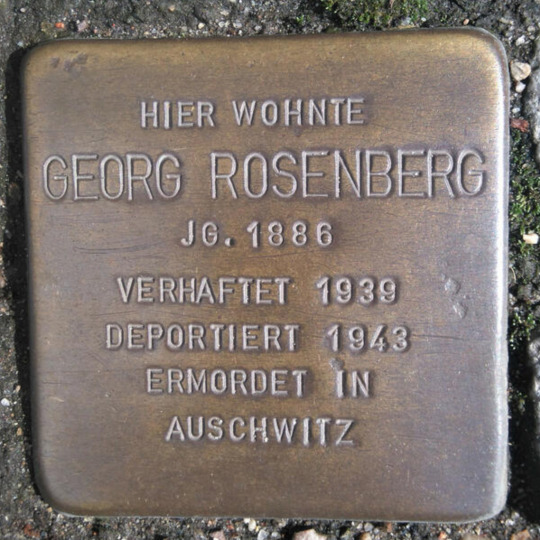 HIER WOHNTE
GEORG ROSENBERG
JG. 1886
VERHAFTET 1939
DEPORTIERT 1943
ERMORDET IN
AUSCHWITZ